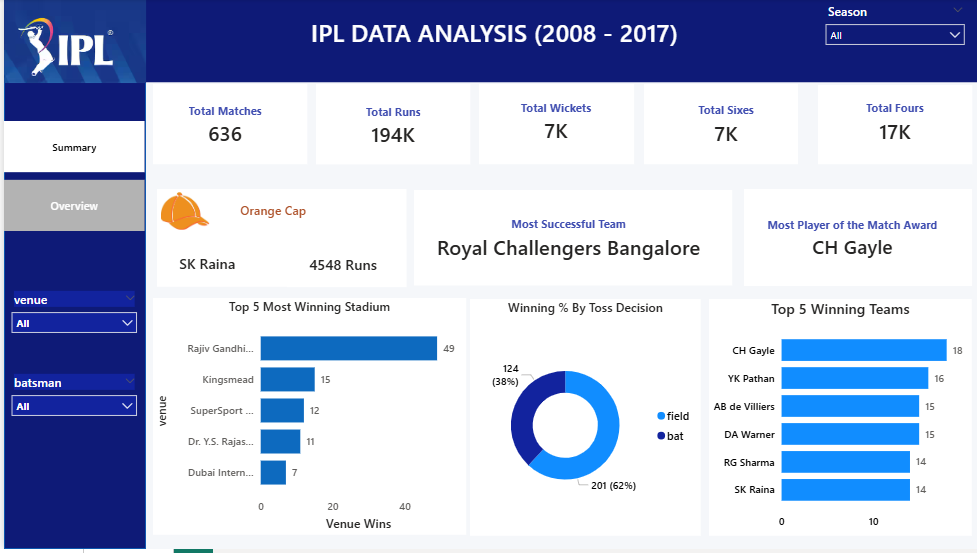 IPL
IPL DATA ANALYSIS (2008 - 2017)
Season
All
Summary
Overview
venue
All
batsman
All
Total Matches
636
Total Runs
194K
Total Wickets
7K
Total Sixes
7K
Total Fours
17K
Orange Cap
SK Raina 4548 Runs
Most Successful Team
Royal Challengers Bangalore
Most Player of the Match Award
CH Gayle
Top 5 Most Winning Stadium
venue
Rajiv Gandhi... 49
Kingsmead 15
SuperSport ... 12
Dr. Y.S. Rajas... 11
Dubai Intern... 7
0 20 40
Venue Wins
Winning % By Toss Decision
124
(38%)
field
bat
201 (62%)
Top 5 Winning Teams
CH Gayle 18
YK Pathan 16
AB de Villiers 15
DA Warner 15
RG Sharma 14
SK Raina 14
0 10